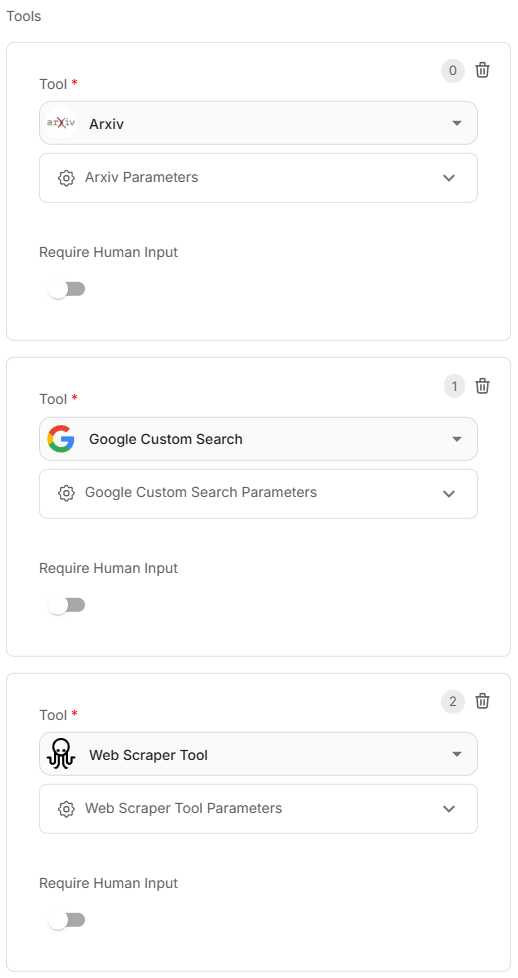 Tools
0
Tool *
arXiv Arxiv
Arxiv Parameters
Require Human Input
1
Tool *
G Google Custom Search
Google Custom Search Parameters
Require Human Input
2
Tool *
Web Scraper Tool
Web Scraper Tool Parameters
Require Human Input